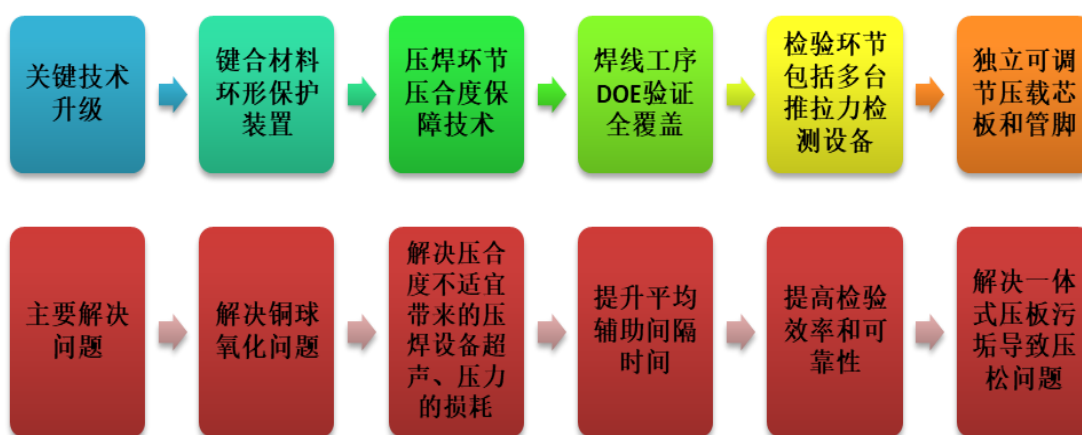 关键技术
升级
键合材料
环形保护
装置
压焊环节
压合度保
障技术
焊线工序
DOE验证
全覆盖
检验环节
包括多台
推拉力检
测设备
独立可调
节压载芯
板和管脚
主要解决
问题
解决铜球
氧化问题
解决压合
度不适宜
带来的压
焊设备超
声、压力
的损耗
提升平均
辅助间隔
时间
提高检验
效率和可
靠性
解决一体
式压板污
垢导致压
松问题